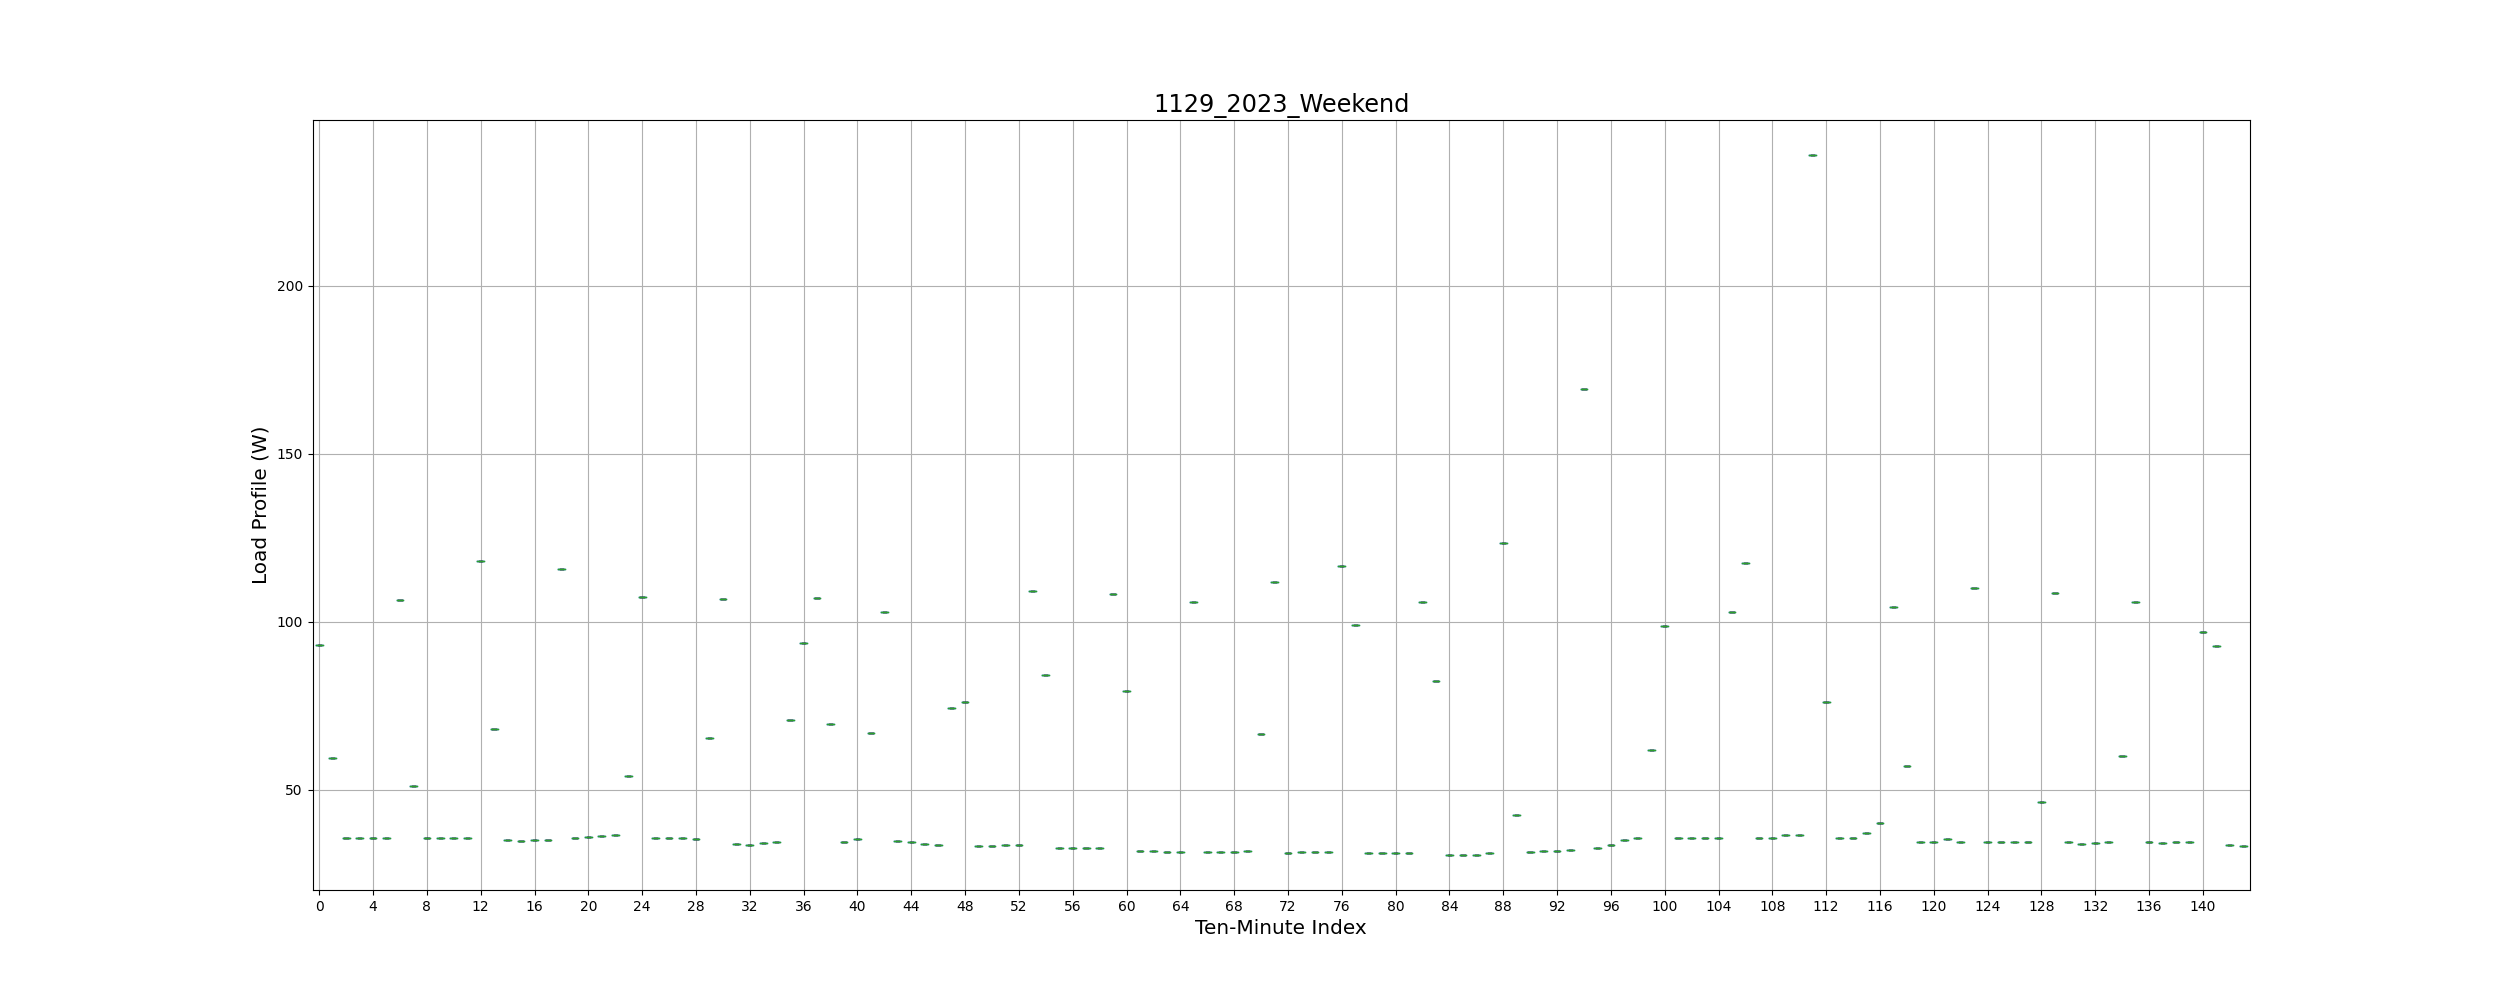 1129_2023_Weekend
Load Profile (W)
200
150
100
50
0 4 8 12 16 20 24 28 32 36 40 44 48 52 56 60 64 68 72 76 80 84 88 92 96 100 104 108 112 116 120 124 128 132 136 140
Ten-Minute Index